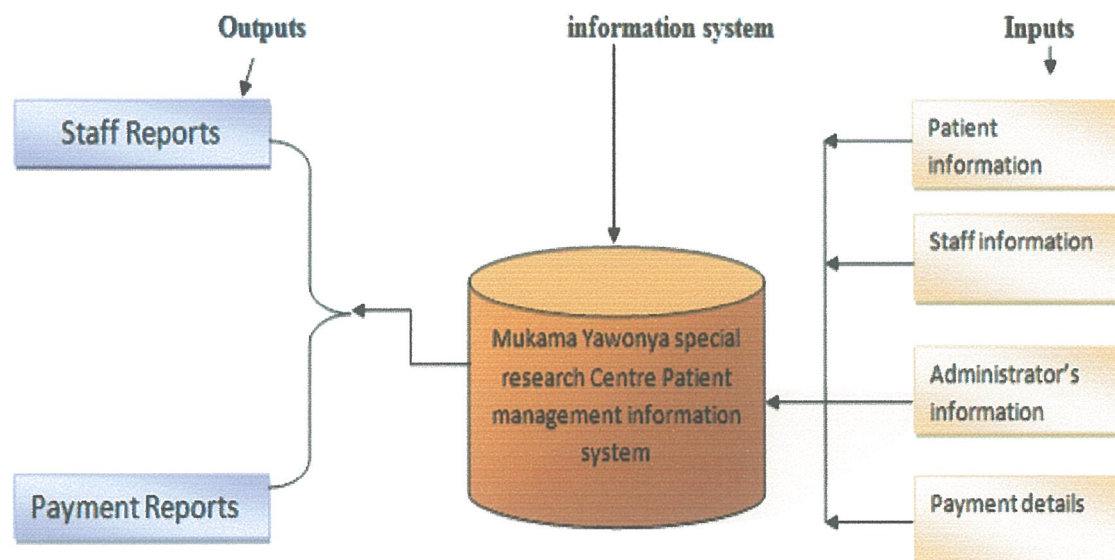 Outputs
information system
Inputs
Staff Reports
Payment Reports
Mukama Yawonya special
research Centre Patient
management information
system
Patient
information
Staff information
Administrator's
information
Payment details